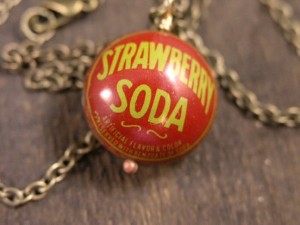 STRAWBERRY
SODA
ARTIFICIAL FLAVOR & COLOR